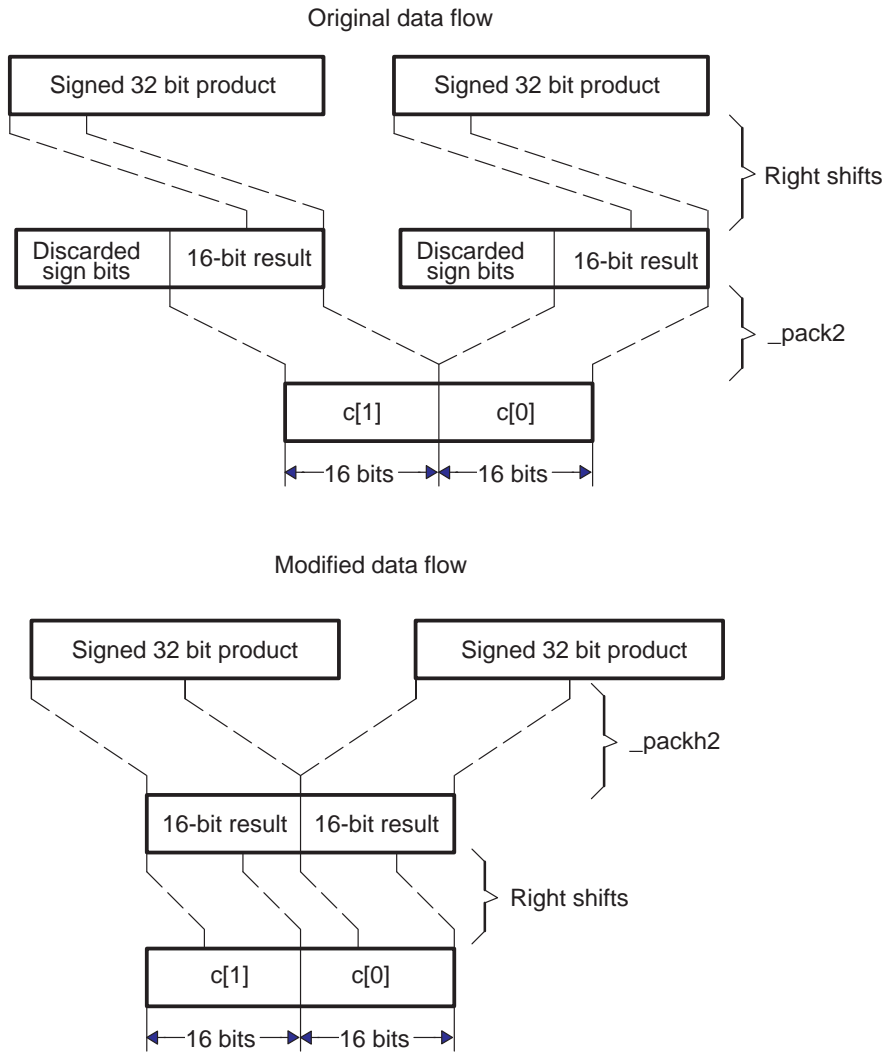 Original data flow
Signed 32 bit product
Signed 32 bit product
Right shifts
Discarded
sign bits
16-bit result
Discarded
sign bits
16-bit result
_pack2
c[1]
c[0]
16 bits
16 bits
Modified data flow
Signed 32 bit product
Signed 32 bit product
_packh2
16-bit result
16-bit result
Right shifts
c[1]
c[0]
16 bits
16 bits